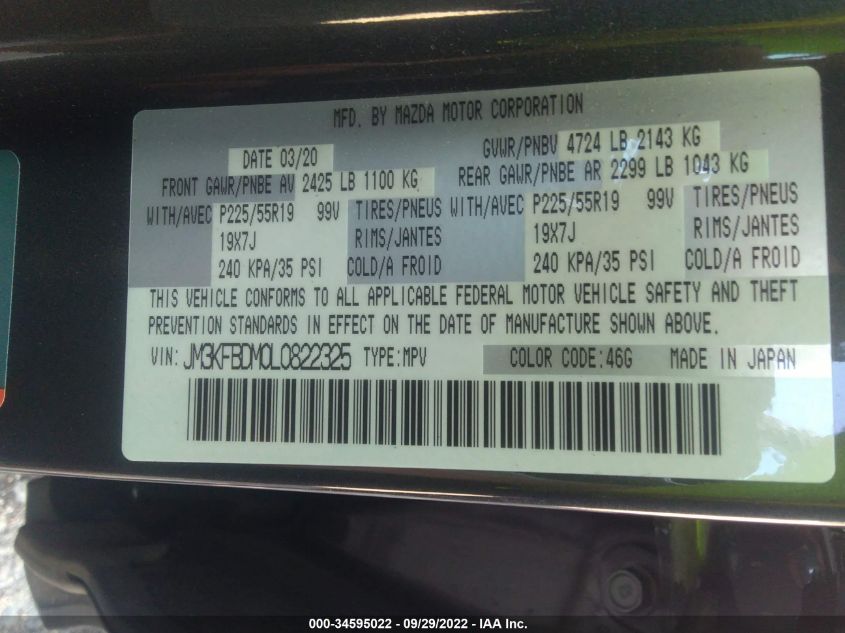 MFD. BY MAZDA MOTOR CORPORATION
DATE 03/20 GVWR/PNBV 4724 LB 2143 KG
FRONT GAWR/PNBE AV 2425 LB 1100 KG REAR GAWR/PNBE AR 2299 LB 1043 KG
WITH/AVEC P225/55R19 99V TIRES/PNEUS WITH/AVEC P225/55R19 99V TIRES/PNEUS
19X7J RIMS/JANTES 19X7J RIMS/JANTES
240 KPA/35 PSI COLD/A FROID 240 KPA/35 PSI COLD/A FROID
THIS VEHICLE CONFORMS TO ALL APPLICABLE FEDERAL MOTOR VEHICLE SAFETY AND THEFT
PREVENTION STANDARDS IN EFFECT ON THE DATE OF MANUFACTURE SHOWN ABOVE.
VIN: JM3KFBDM0L0822325 TYPE:MPV COLOR CODE:46G MADE IN JAPAN
000-34595022 - 09/29/2022 - IAA Inc.